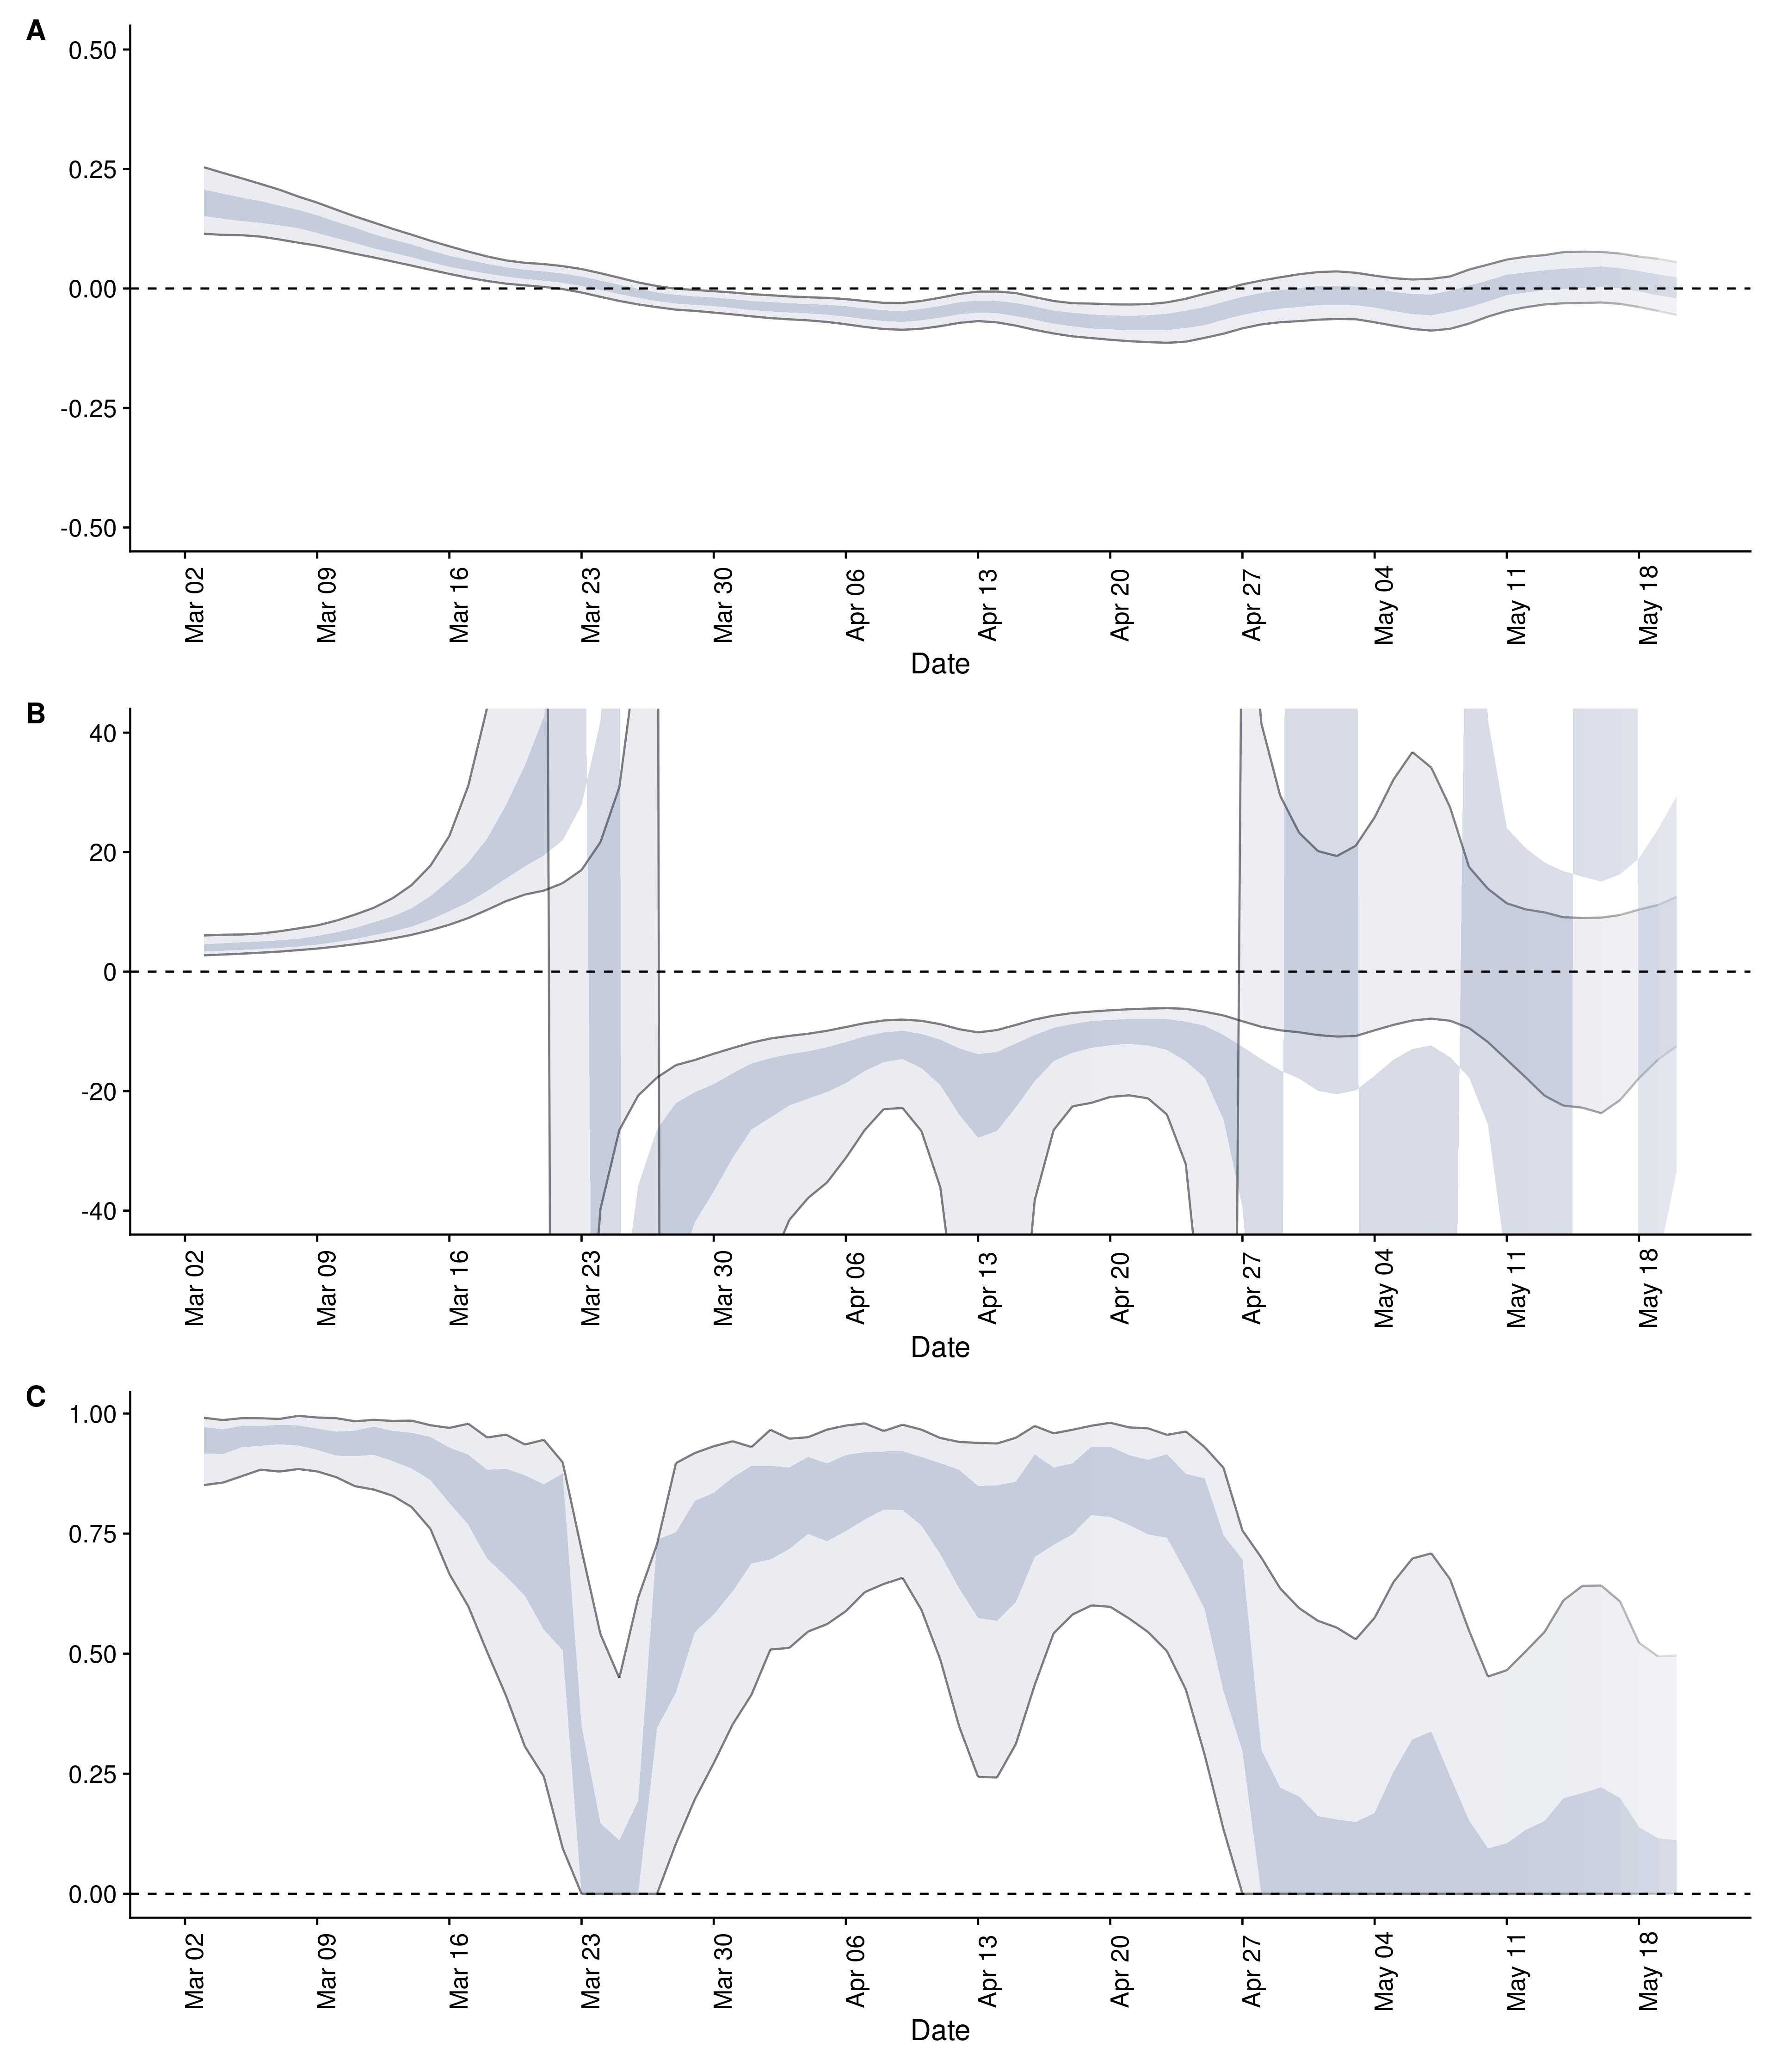 A
0.50
0.25
0.00
-0.25
-0.50
Mar 02
Mar 09
Mar 16
Mar 23
Mar 30
Apr 06
Apr 13
Apr 20
Apr 27
May 04
May 11
May 18
Date
B
40
20
0
-20
-40
Mar 02
Mar 09
Mar 16
Mar 23
Mar 30
Apr 06
Apr 13
Apr 20
Apr 27
May 04
May 11
May 18
Date
C
1.00
0.75
0.50
0.25
0.00
Mar 02
Mar 09
Mar 16
Mar 23
Mar 30
Apr 06
Apr 13
Apr 20
Apr 27
May 04
May 11
May 18
Date